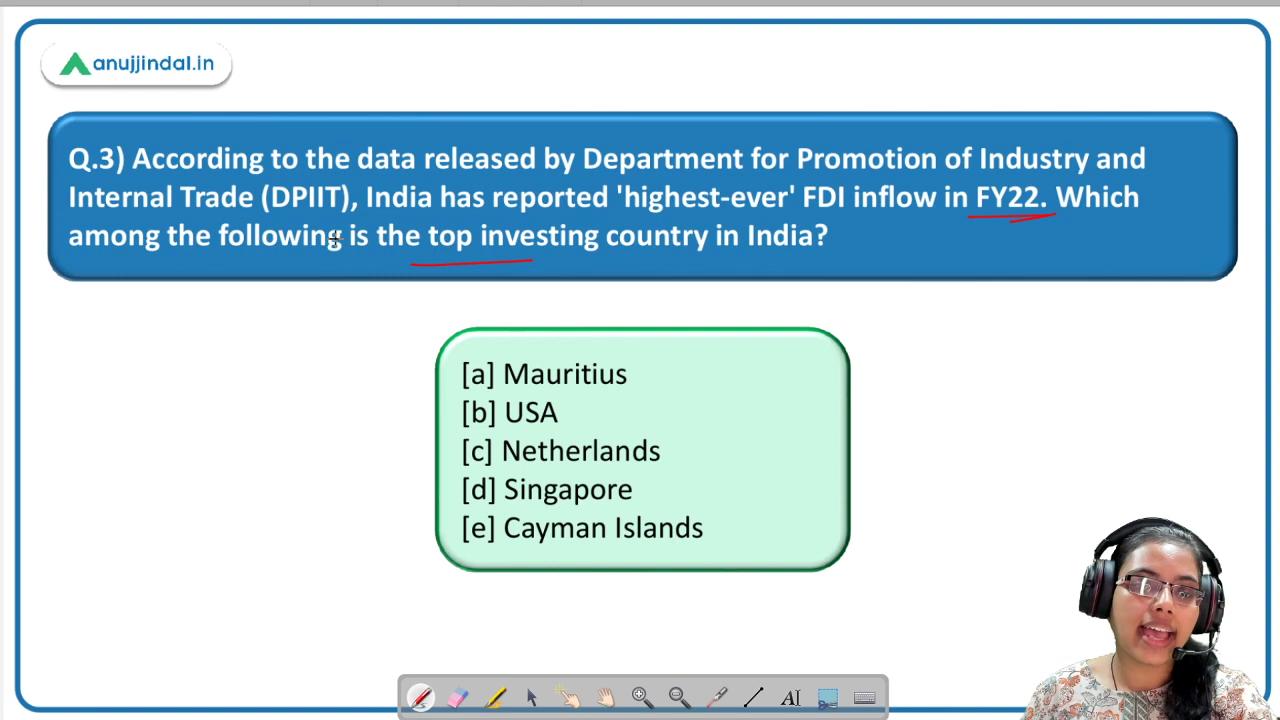 anujjindal.in
Q.3) According to the data released by Department for Promotion of Industry and
Internal Trade (DPIIT), India has reported 'highest-ever' FDI inflow in FY22. Which
among the following is the top investing country in India?
[a] Mauritius
[b] USA
[c] Netherlands
[d] Singapore
[e] Cayman Islands
AI